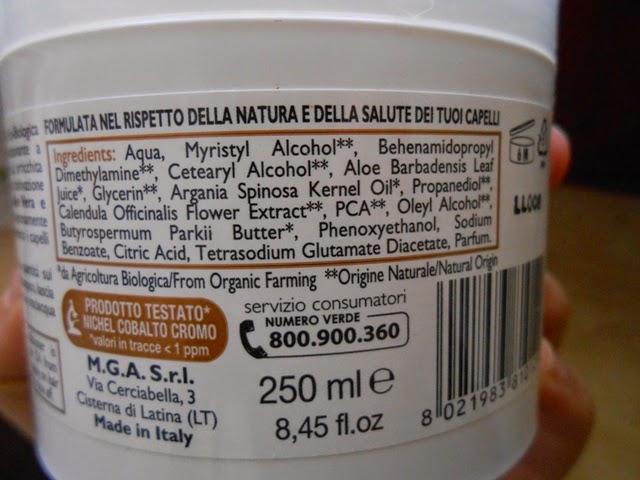 FORMULATA NEL RISPETTO DELLA NATURA E DELLA SALUTE DEI TUOI CAPELLI
Ingredients: Aqua, Myristyl Alcohol**, Behenamidopropyl
Dimethylamine**, Cetearyl Alcohol**, Aloe Barbadensis Leaf
Juice*, Glycerin**, Argania Spinosa Kernel Oil*, Propanediol**,
Calendula Officinalis Flower Extract**, PCA**, Oleyl Alcohol**,
Butyrospermum Parkii Butter*, Phenoxyethanol, Sodium
Benzoate, Citric Acid, Tetrasodium Glutamate Diacetate, Parfum.
*da Agricoltura Biologica/From Organic Farming **Origine Naturale/Natural Origin
PRODOTTO TESTATO*
NICHEL COBALTO CROMO
*valori in tracce < 1 ppm
servizio consumatori
NUMERO VERDE
800.900.360
M.G.A. S.r.l.
Via Cerciabella, 3
Cisterna di Latina (LT)
Made in Italy
250 ml e
8,45 fl.oz
6 M
8 021983 810